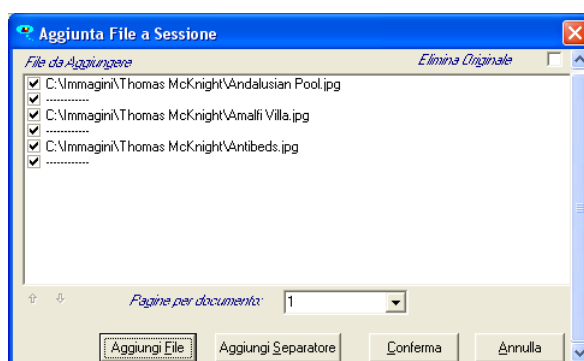 Aggiunta File a Sessione
File da Aggiungere Elimina Originale
C:\Immagini\Thomas McKnight\Andalusian Pool.jpg
------------
C:\Immagini\Thomas McKnight\Amalfi Villa.jpg
------------
C:\Immagini\Thomas McKnight\Antibeds.jpg
------------
Pagine per documento: 1
Aggiungi File Aggiungi Separatore Conferma Annulla